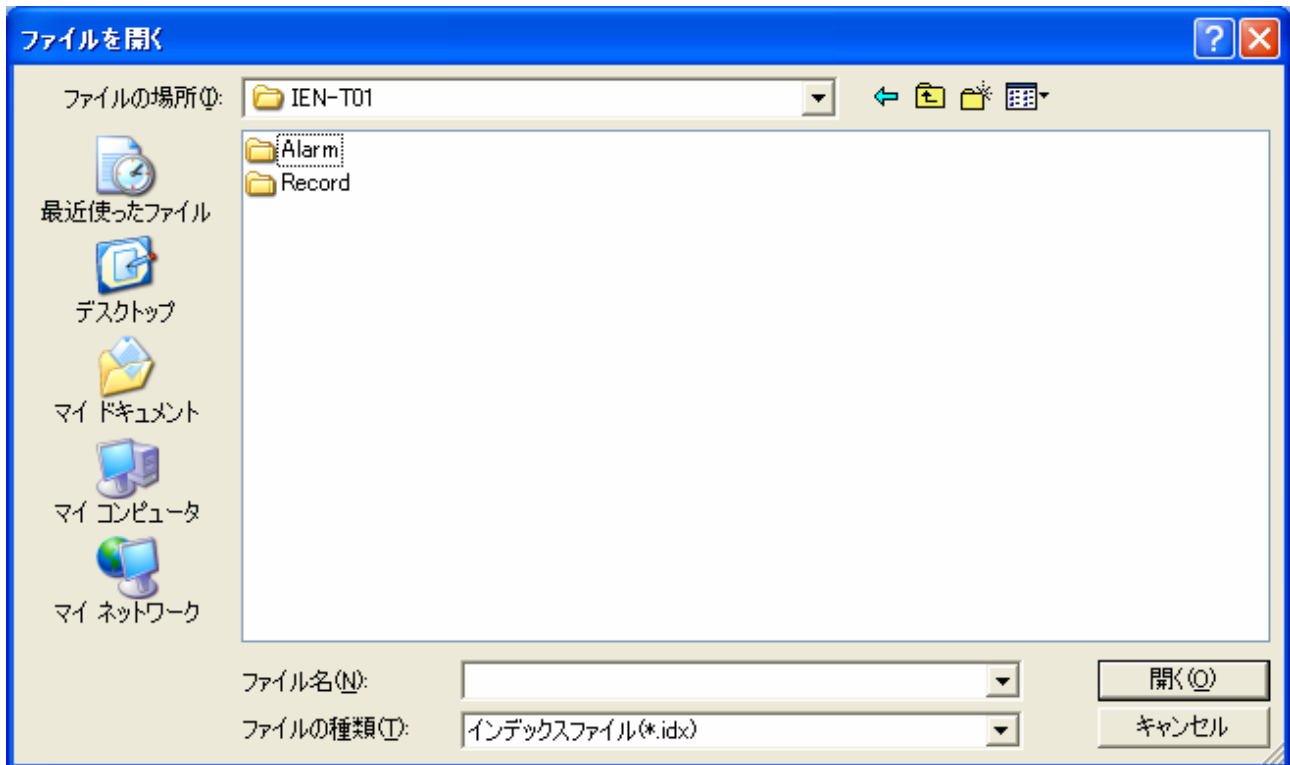 ファイルを開く
ファイルの場所(I):
IEN-T01
Alarm
Record
最近使ったファイル
デスクトップ
マイ ドキュメント
マイ コンピュータ
マイ ネットワーク
ファイル名(N):
開く(O)
ファイルの種類(T):
インデックスファイル(*.idx)
キャンセル